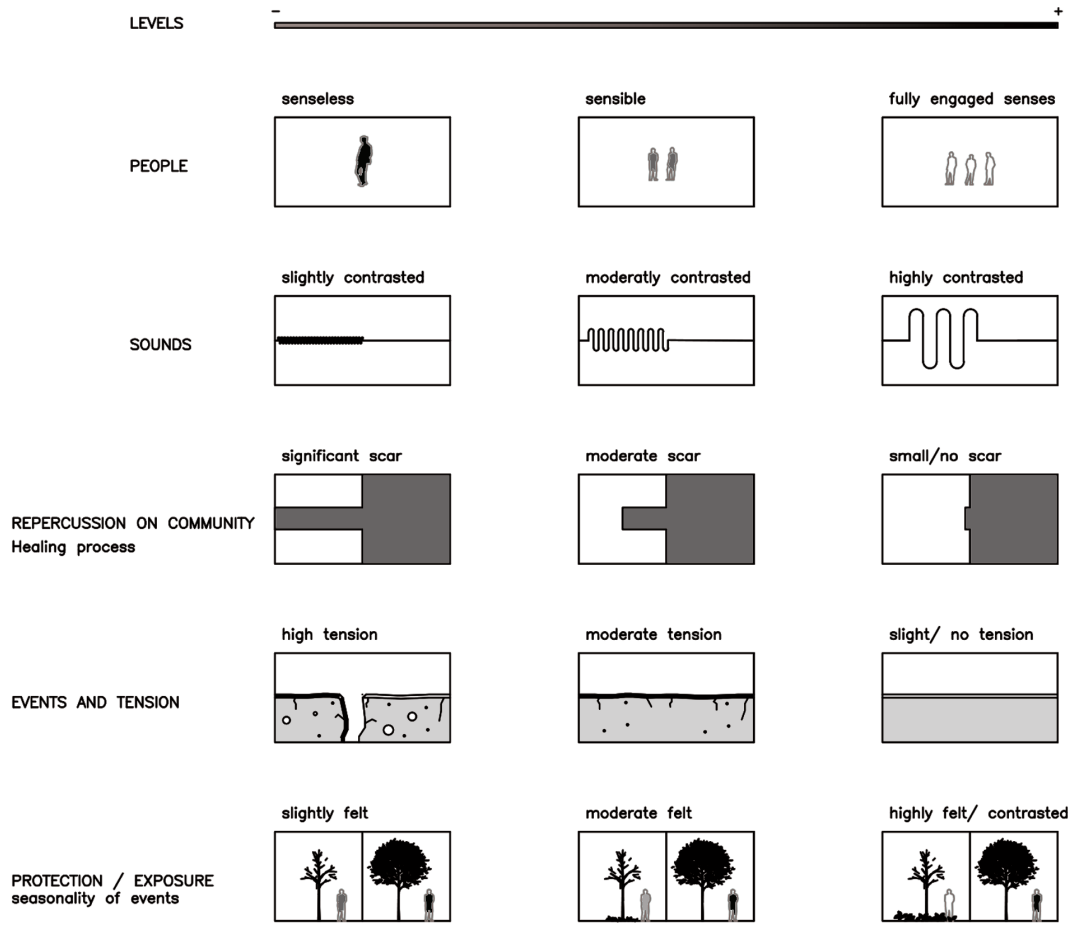 LEVELS
−
+
PEOPLE
senseless
sensible
fully engaged senses
SOUNDS
slightly contrasted
moderatly contrasted
highly contrasted
REPERCUSSION ON COMMUNITY
Healing process
significant scar
moderate scar
small/no scar
EVENTS AND TENSION
high tension
moderate tension
slight/ no tension
PROTECTION / EXPOSURE
seasonality of events
slightly felt
moderate felt
highly felt/ contrasted